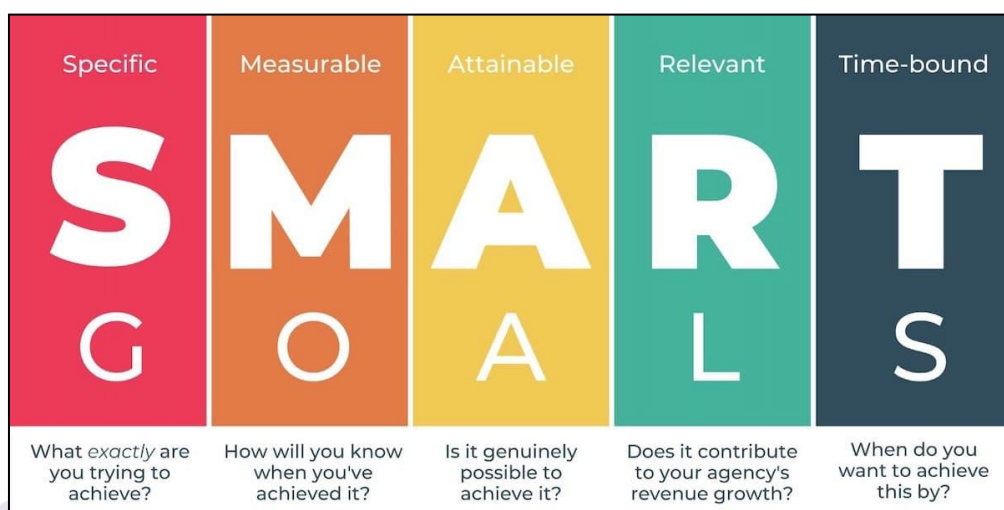 Specific
Measurable
Attainable
Relevant
Time-bound
S M A R T
G O A L S
What exactly are
you trying to
achieve?
How will you know
when you've
achieved it?
Is it genuinely
possible to
achieve it?
Does it contribute
to your agency's
revenue growth?
When do you
want to achieve
this by?